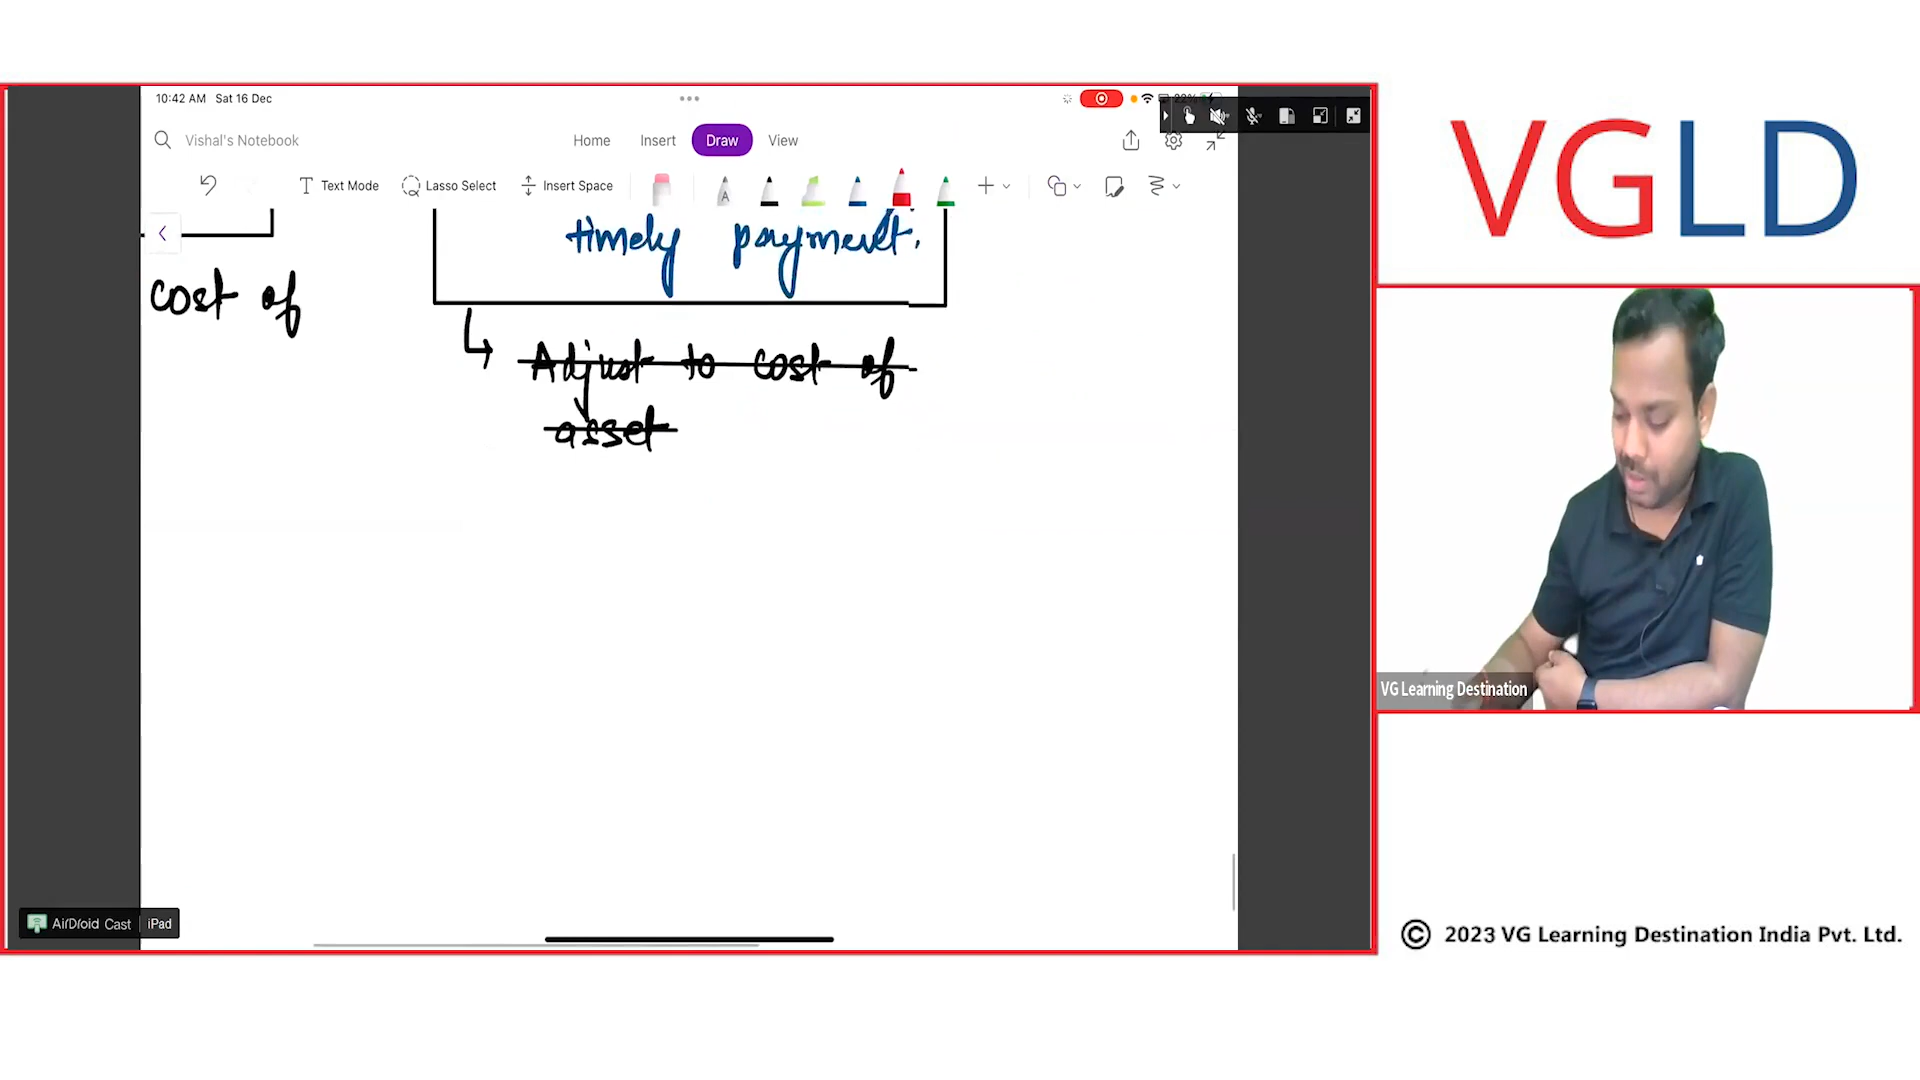 10:42 AM Sat 16 Dec
22%
Vishal's Notebook
Home Insert Draw View
Text Mode Lasso Select Insert Space
timely payment.
cost of
Adjust to cost of
asset
AirDroid Cast iPad
VGLD
VG Learning Destination
© 2023 VG Learning Destination India Pvt. Ltd.